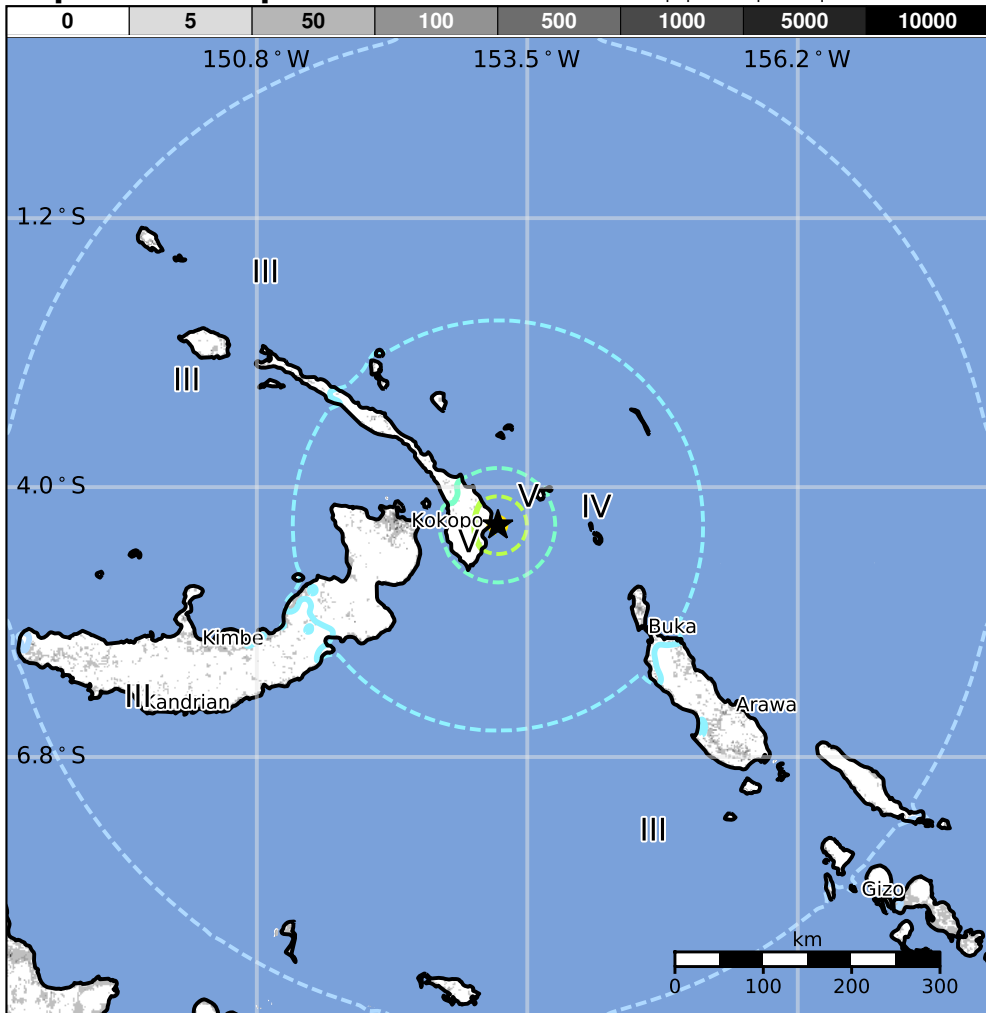 0 5 50 100 500 1000 5000 10000
150.8°W 153.5°W 156.2°W
1.2°S
III
III
4.0°S
V
IV
Kokopo
V
Buka
Kimbe
III
Kandrian
Arawa
6.8°S
III
Gizo
km
0 100 200 300